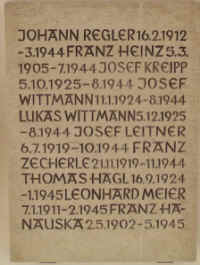 JOHANN REGLER 16.2.1912
-3.1944 FRANZ HEINZ 5.3.
1905-7.1944 JOSEF KREIPP
5.10.1925-8.1944 JOSEF
WITTMANN 11.1.1924-8.1944
LUKAS WITTMANN 5.12.1925
-8.1944 JOSEF LEITNER
6.7.1919-10.1944 FRANZ
ZECHERLE 21.11.1919-11.1944
THOMAS HAGL 16.9.1924
-1.1945 LEONHARD MEIER
7.1.1911-2.1945 FRANZ HA-
NAUSKA 2.5.1902-5.1945